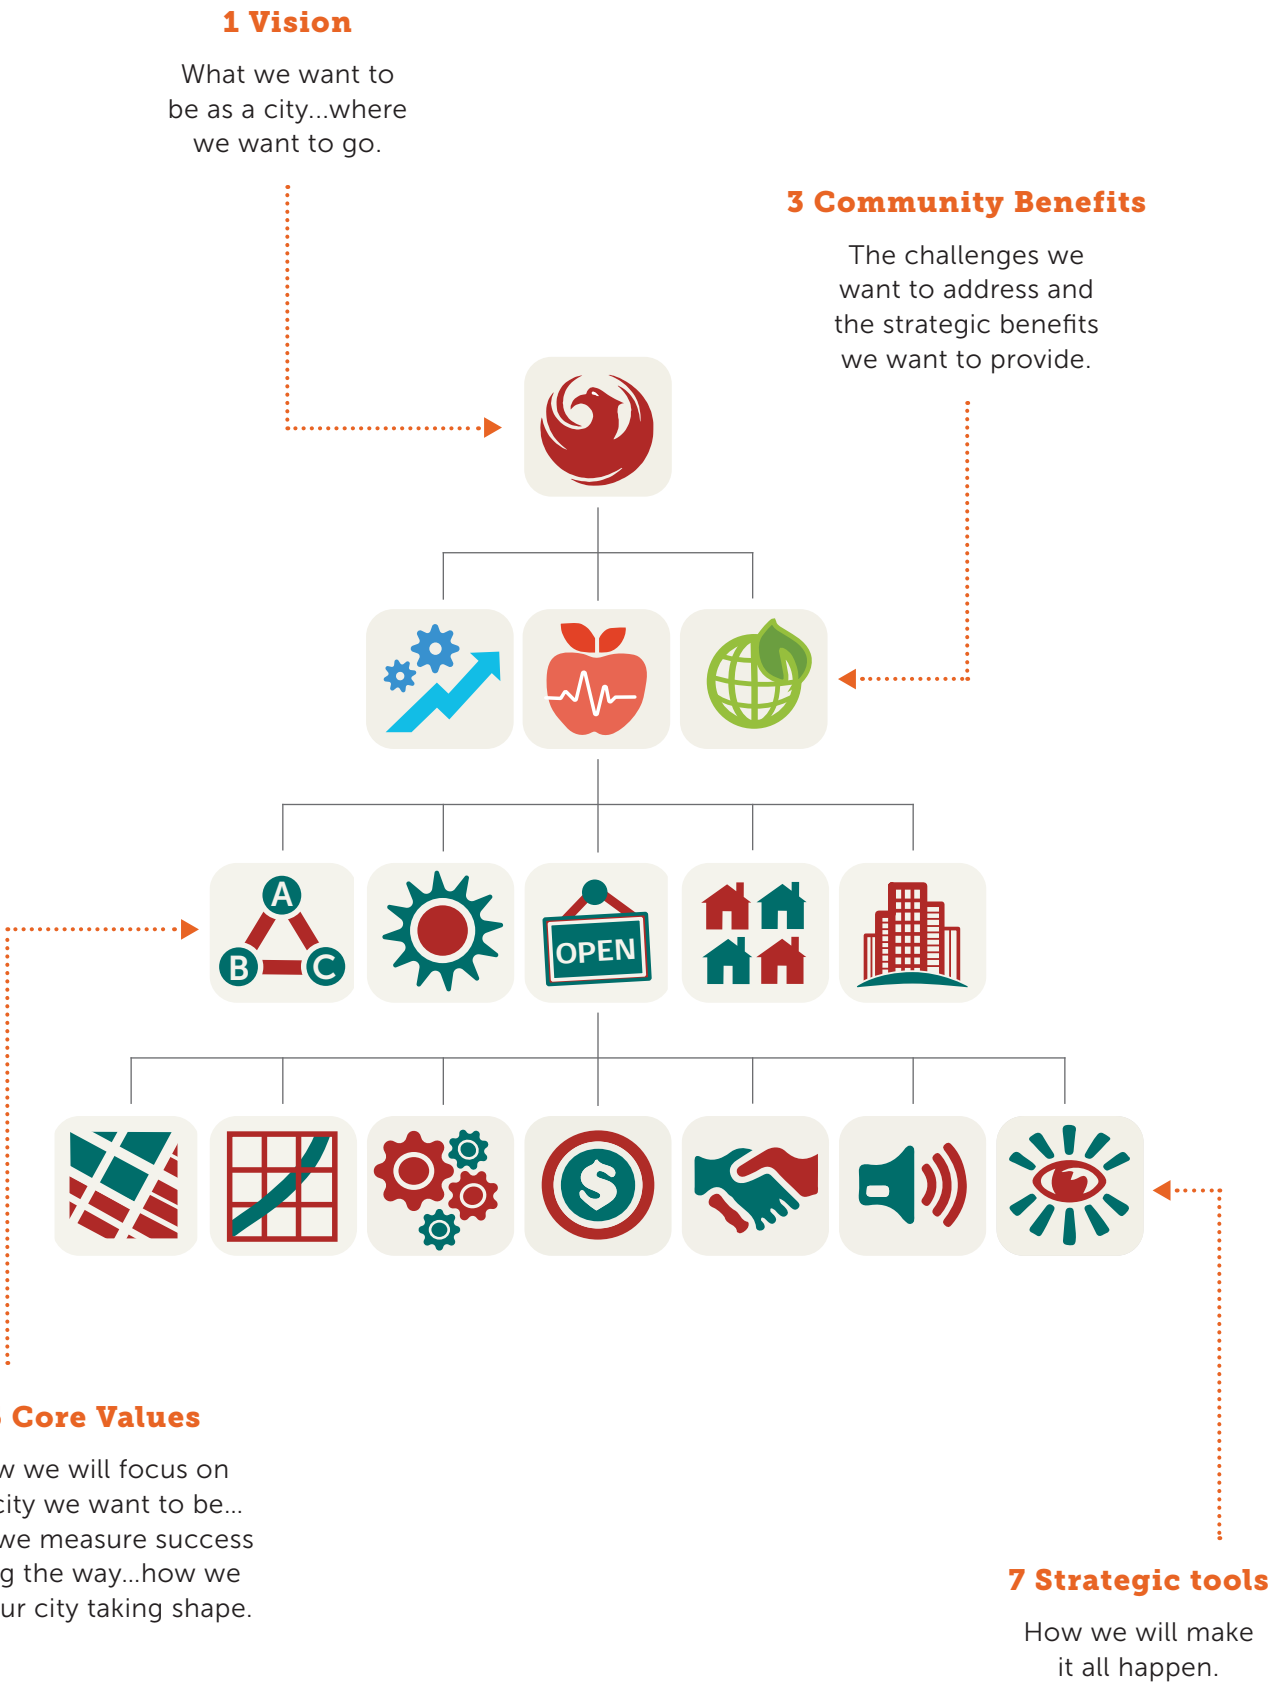 1 Vision
What we want to
be as a city...where
we want to go.
3 Community Benefits
The challenges we
want to address and
the strategic benefits
we want to provide.
A
B C
OPEN
$
Core Values
we will focus on
city we want to be...
we measure success
the way...how we
city taking shape.
7 Strategic tools
How we will make
it all happen.